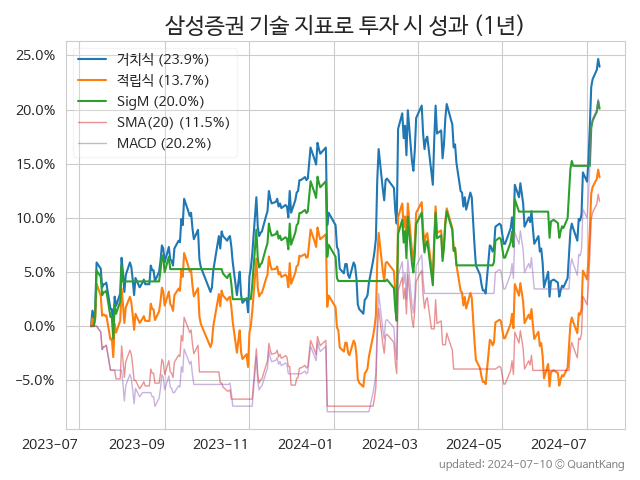 삼성증권 기술 지표로 투자 시 성과 (1년)
거치식 (23.9%)
적립식 (13.7%)
SigM (20.0%)
SMA(20) (11.5%)
MACD (20.2%)
25.0%
20.0%
15.0%
10.0%
5.0%
0.0%
−5.0%
2023-07 2023-09 2023-11 2024-01 2024-03 2024-05 2024-07
updated: 2024-07-10 ⓒ QuantKang